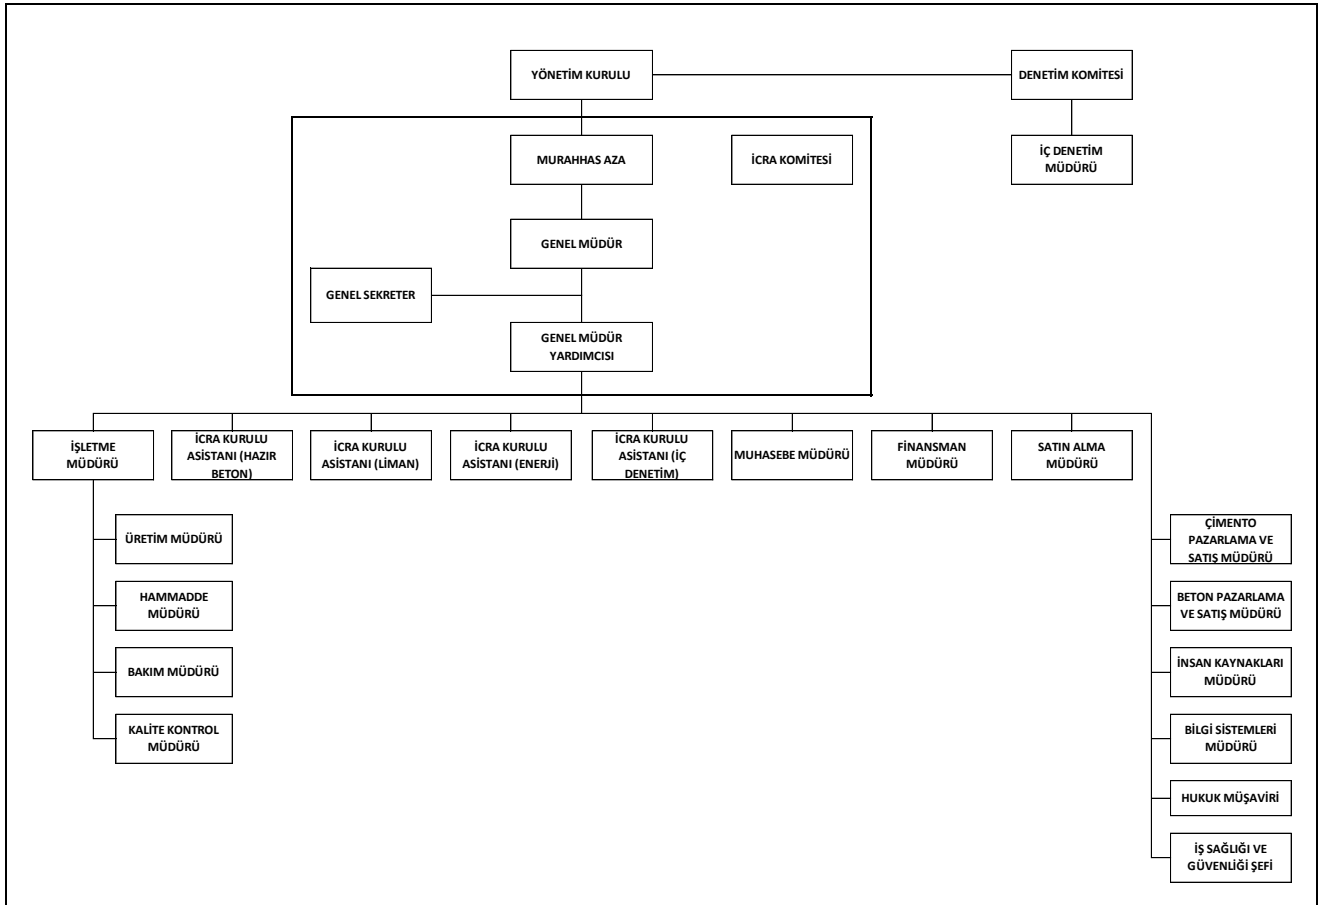 YÖNETİM KURULU
DENETİM KOMİTESİ
MURAHHAS AZA
İCRA KOMİTESİ
İÇ DENETİM
MÜDÜRÜ
GENEL MÜDÜR
GENEL SEKRETER
GENEL MÜDÜR
YARDIMCISI
İŞLETME
MÜDÜRÜ
İCRA KURULU
ASİSTANI (HAZIR
BETON)
İCRA KURULU
ASİSTANI (LİMAN)
İCRA KURULU
ASİSTANI (ENERJİ)
İCRA KURULU
ASİSTANI (İÇ
DENETİM)
MUHASEBE MÜDÜRÜ
FİNANSMAN
MÜDÜRÜ
SATIN ALMA
MÜDÜRÜ
ÜRETİM MÜDÜRÜ
HAMMADDE
MÜDÜRÜ
BAKIM MÜDÜRÜ
KALİTE KONTROL
MÜDÜRÜ
ÇİMENTO
PAZARLAMA VE
SATIŞ MÜDÜRÜ
BETON PAZARLAMA
VE SATIŞ MÜDÜRÜ
İNSAN KAYNAKLARI
MÜDÜRÜ
BİLGİ SİSTEMLERİ
MÜDÜRÜ
HUKUK MÜŞAVİRİ
İŞ SAĞLIĞI VE
GÜVENLİĞİ ŞEFİ